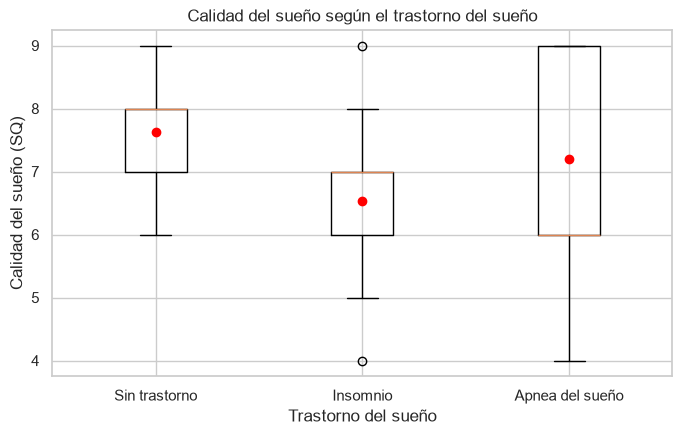 Calidad del sueño según el trastorno del sueño
Calidad del sueño (SQ)
9
8
7
6
5
4
Sin trastorno
Insomnio
Apnea del sueño
Trastorno del sueño